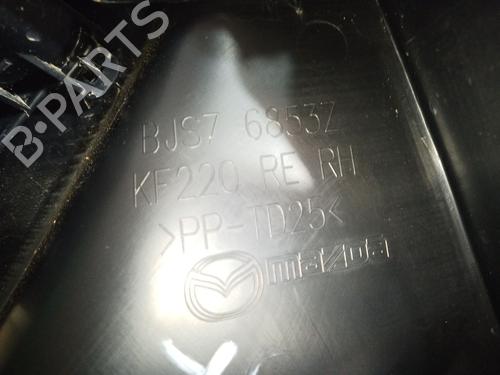 B-PARTS
BJS7 6853Z
KF220 RE RH
>PP-TD25<
mazda